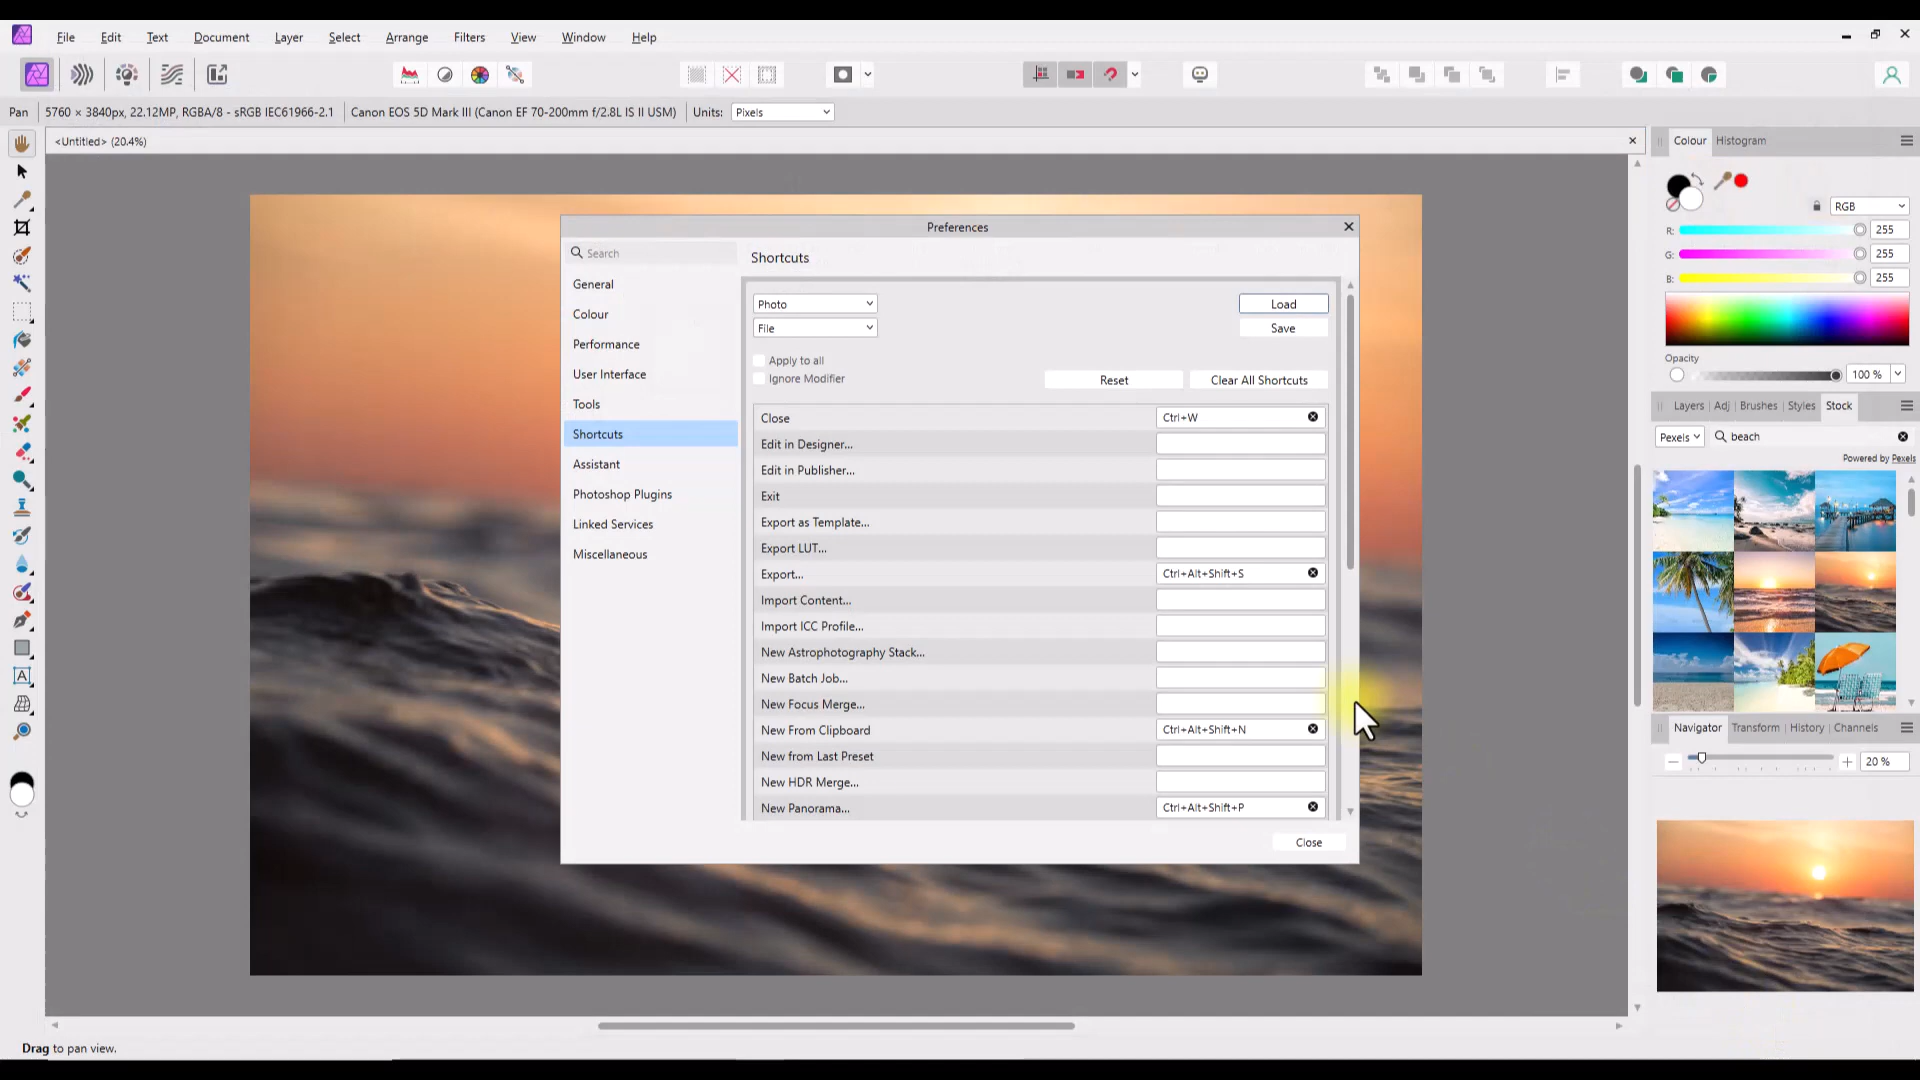 File Edit Text Document Layer Select Arrange Filters View Window Help
Pan 5760 × 3840px, 22.12MP, RGBA/8 - sRGB IEC61966-2.1 Canon EOS 5D Mark III (Canon EF 70-200mm f/2.8L IS II USM) Units: Pixels
<Untitled> (20.4%)
Colour Histogram
RGB
R: 255
G: 255
B: 255
Opacity
100 %
Layers Adj Brushes Styles Stock
Pexels beach
Powered by Pexels
Navigator Transform History Channels
20 %
Preferences
Search
General
Colour
Performance
User Interface
Tools
Shortcuts
Assistant
Photoshop Plugins
Linked Services
Miscellaneous
Shortcuts
Photo Load
File Save
Apply to all
Ignore Modifier
Reset Clear All Shortcuts
Close Ctrl+W
Edit in Designer...
Edit in Publisher...
Exit
Export as Template...
Export LUT...
Export... Ctrl+Alt+Shift+S
Import Content...
Import ICC Profile...
New Astrophotography Stack...
New Batch Job...
New Focus Merge...
New From Clipboard Ctrl+Alt+Shift+N
New from Last Preset
New HDR Merge...
New Panorama... Ctrl+Alt+Shift+P
Close
Drag to pan view.